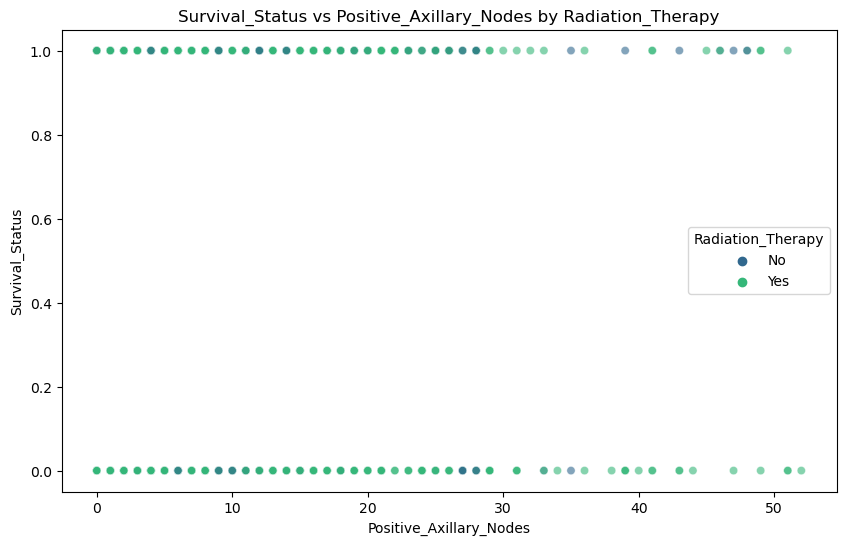 Survival_Status vs Positive_Axillary_Nodes by Radiation_Therapy
1.0
0.8
0.6
0.4
0.2
0.0
Survival_Status
Radiation_Therapy
No
Yes
0 10 20 30 40 50
Positive_Axillary_Nodes